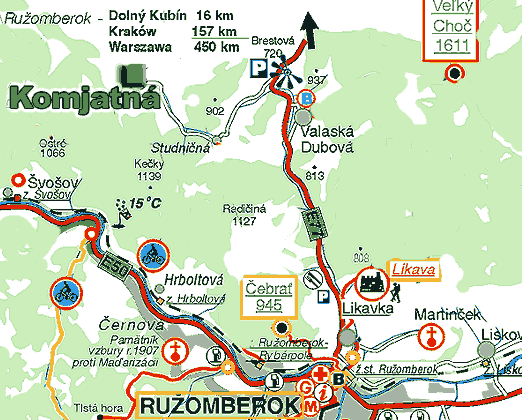 Ružomberok - Dolný Kubín 16 km
Kraków 157 km
Warszawa 450 km
Veľký
Choč
1611
Brestová
720
P
937
B
Komjatná
902
Valaská
Dubová
Studničná
Ostré
1066
Kečky
1139
813
Švošov
ž. Švošov
15°C
Radičiná
1127
E77
808
E50
Likava
Hrboltová
ž. Hrboltová
Čebrať
945
P
Likavka
Martinček
Černová
Pamätník
vzbury r.1907
proti Maďarizácii
Ružomberok-
Rybárpole
Liskov
ž.st. Ružomberok
Liskov
B
G
i
M
RUŽOMBEROK
Tlstá hora